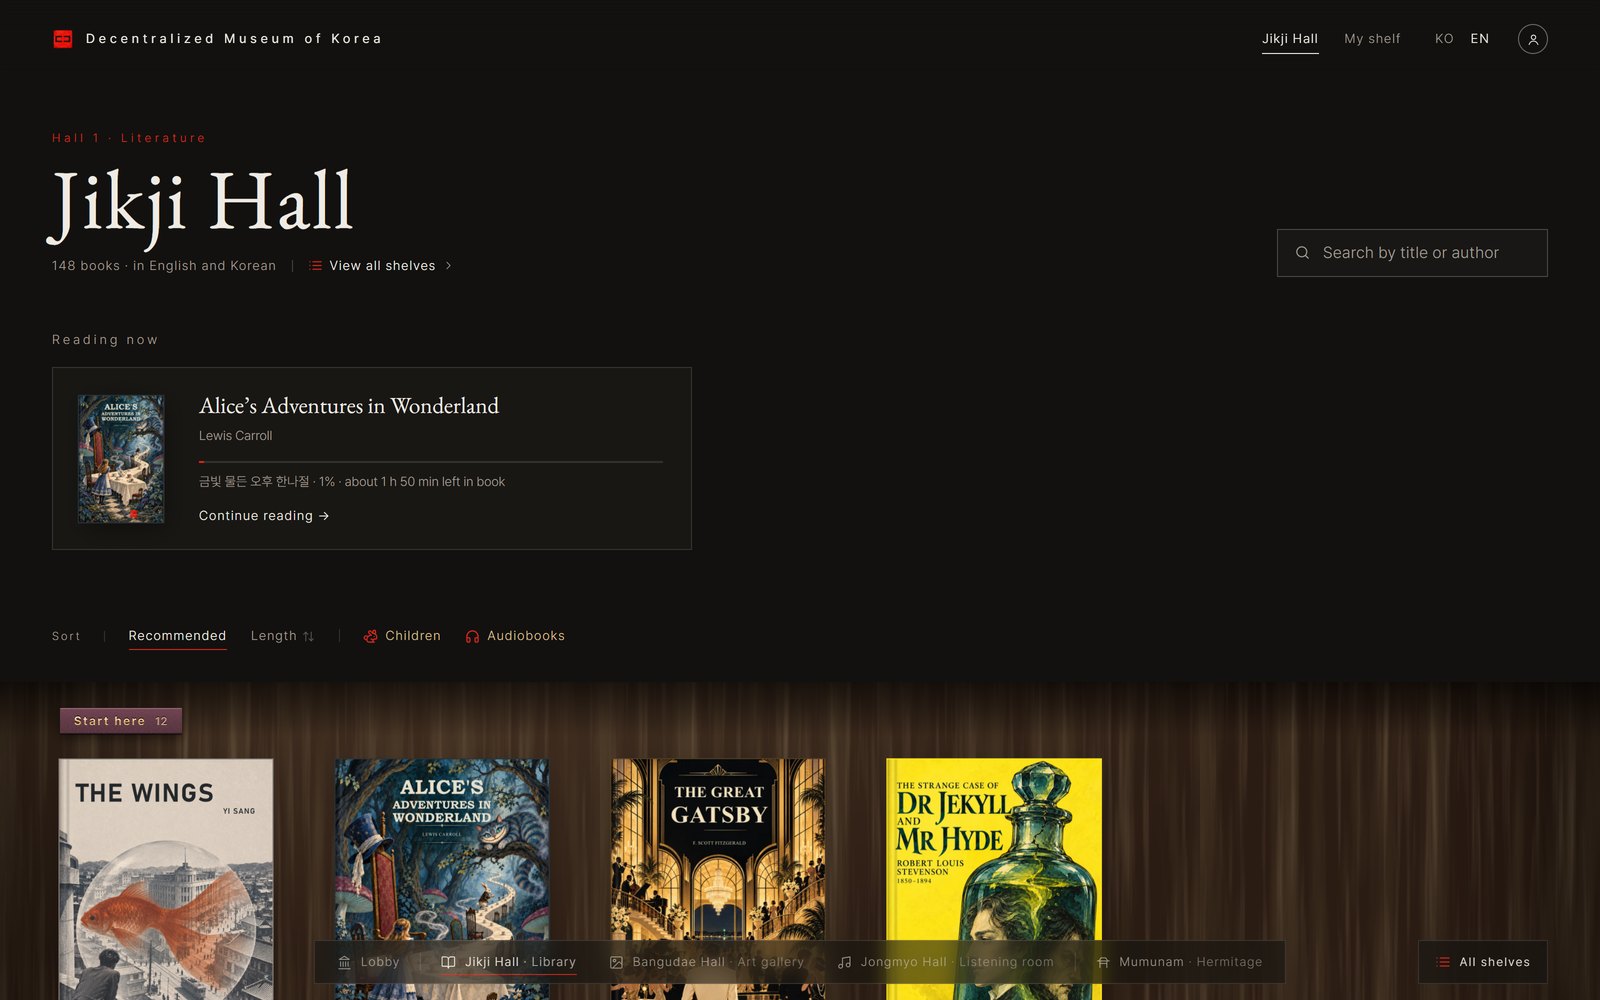 Decentralized Museum of Korea
Jikji Hall
My shelf
KO
EN
Hall 1 · Literature
Jikji Hall
148 books · in English and Korean
View all shelves
Search by title or author
Reading now
ALICE'S
ADVENTURES IN
WONDERLAND
Alice’s Adventures in Wonderland
Lewis Carroll
금빛 물든 오후 한나절 · 1% · about 1 h 50 min left in book
Continue reading →
Sort
Recommended
Length
Children
Audiobooks
Start here 12
THE WINGS
YI SANG
ALICE'S
ADVENTURES IN
WONDERLAND
LEWIS CARROLL
THE GREAT
GATSBY
F. SCOTT FITZGERALD
THE STRANGE CASE OF
DR JEKYLL
AND
MR HYDE
ROBERT LOUIS
STEVENSON
1850–1894
Lobby
Jikji Hall · Library
Bangudae Hall · Art gallery
Jongmyo Hall · Listening room
Mumunam · Hermitage
All shelves